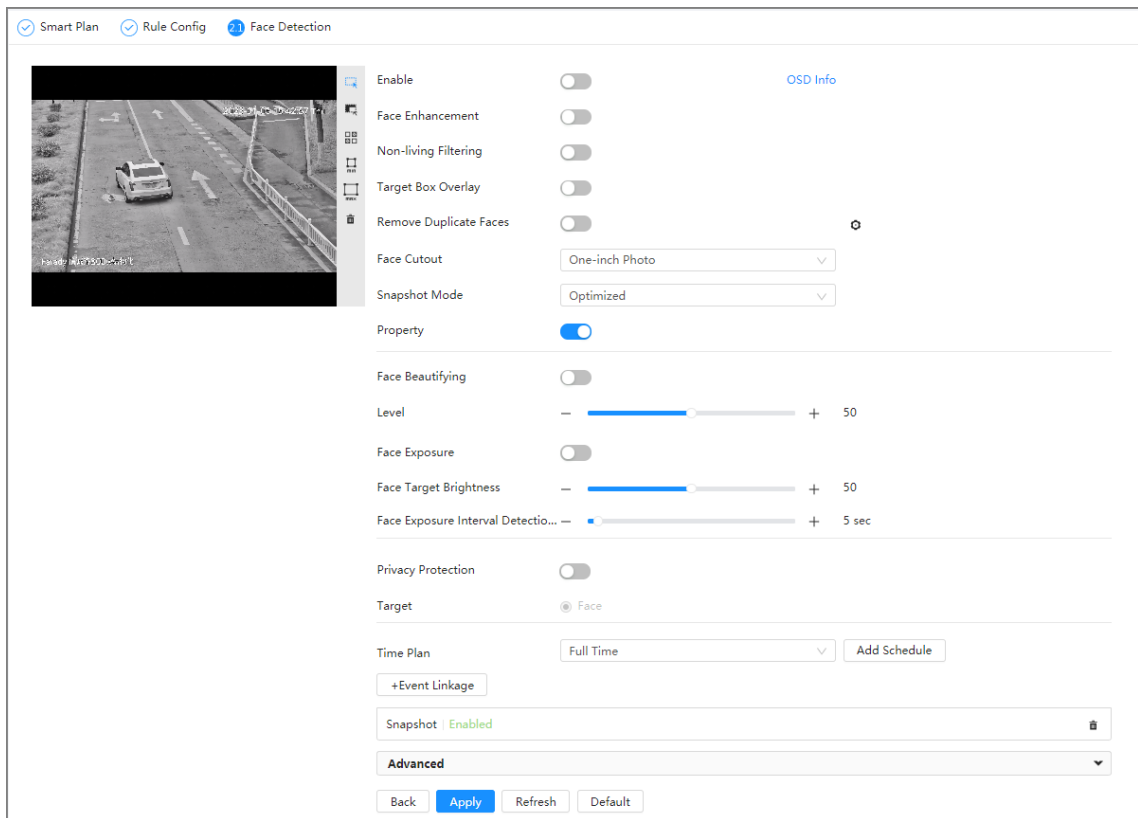 Smart Plan Rule Config 2.1 Face Detection
Enable OSD Info
Face Enhancement
Non-living Filtering
Target Box Overlay
Remove Duplicate Faces
Face Cutout One-inch Photo
Snapshot Mode Optimized
Property
Face Beautifying
Level − + 50
Face Exposure
Face Target Brightness − + 50
Face Exposure Interval Detectio... − + 5 sec
Privacy Protection
Target Face
Time Plan Full Time Add Schedule
+Event Linkage
Snapshot | Enabled
Advanced
Back Apply Refresh Default